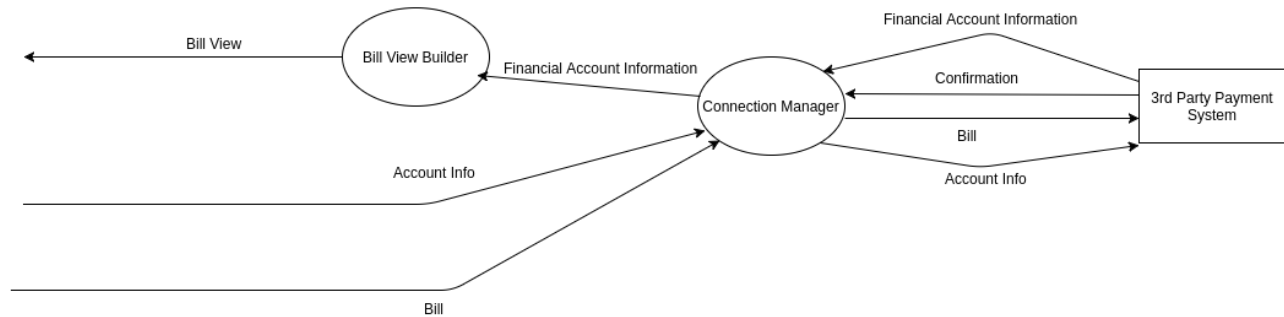 Financial Account Information
Bill View
Bill View Builder
Financial Account Information
Confirmation
Connection Manager
3rd Party Payment
System
Bill
Account Info
Account Info
Bill